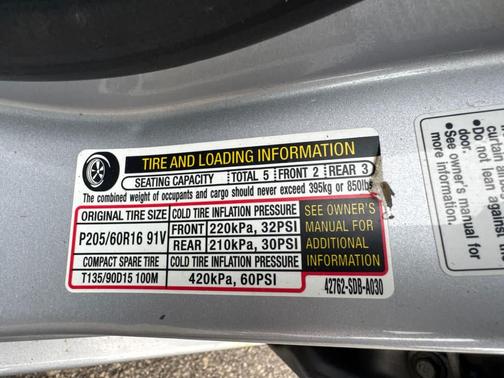 TIRE AND LOADING INFORMATION
SEATING CAPACITY TOTAL 5 FRONT 2 REAR 3
The combined weight of occupants and cargo should never exceed 395kg or 850lbs
ORIGINAL TIRE SIZE COLD TIRE INFLATION PRESSURE
P205/60R16 91V
FRONT 220kPa, 32PSI
REAR 210kPa, 30PSI
COMPACT SPARE TIRE COLD TIRE INFLATION PRESSURE
T135/90D15 100M 420kPa, 60PSI
SEE OWNER'S
MANUAL FOR
ADDITIONAL
INFORMATION
42762-SDB-A030
curtain
• Do not lean against the
door.
• See owner's manual for
more